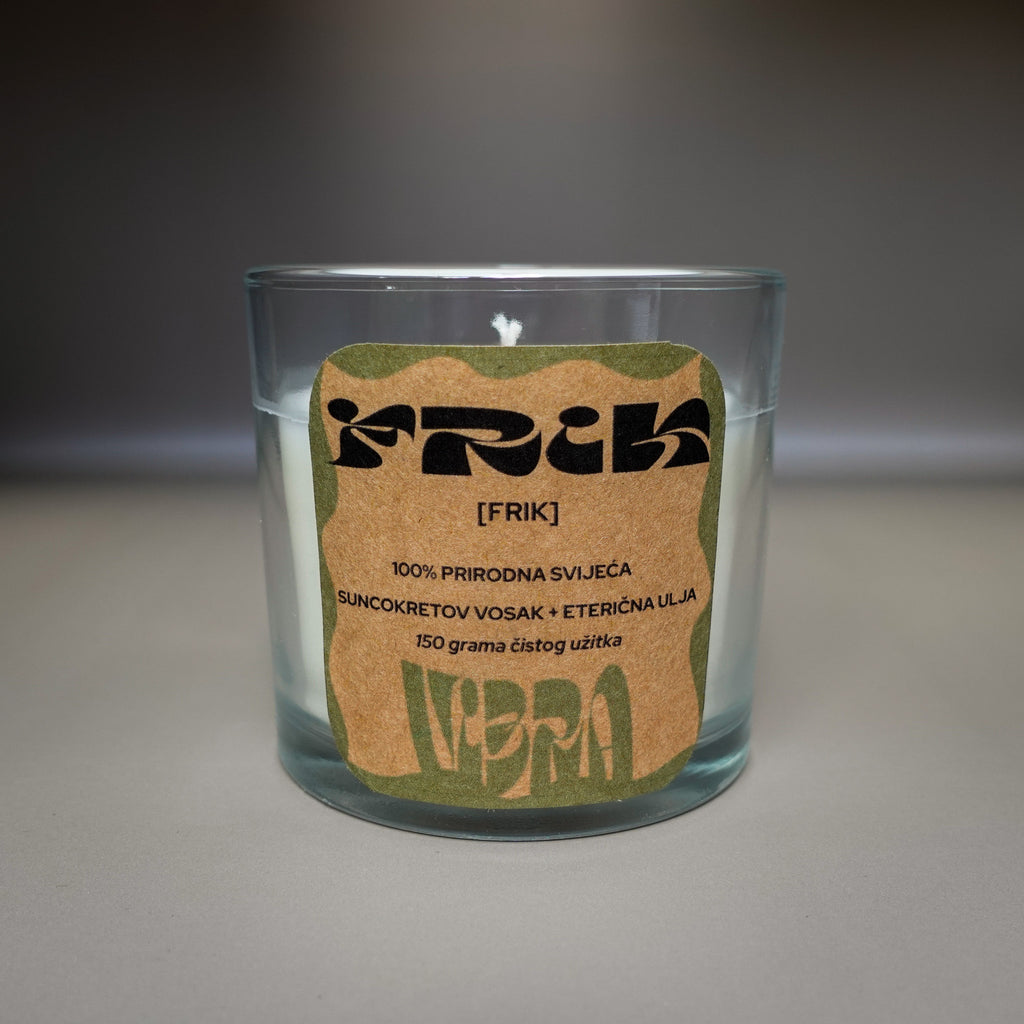 FRIK
[FRIK]
100% PRIRODNA SVIJEĆA
SUNCOKRETOV VOSAK + ETERIČNA ULJA
150 grama čistog užitka
VIBRA